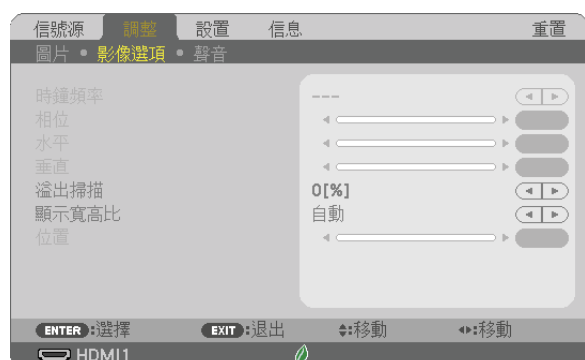 信號源 調整 設置 信息 重置
圖片 • 影像選項 • 聲音
時鐘頻率 ---
相位
水平
垂直
溢出掃描 0[%]
顯示寬高比 自動
位置
ENTER:選擇 EXIT:退出 :移動 :移動
HDMI1